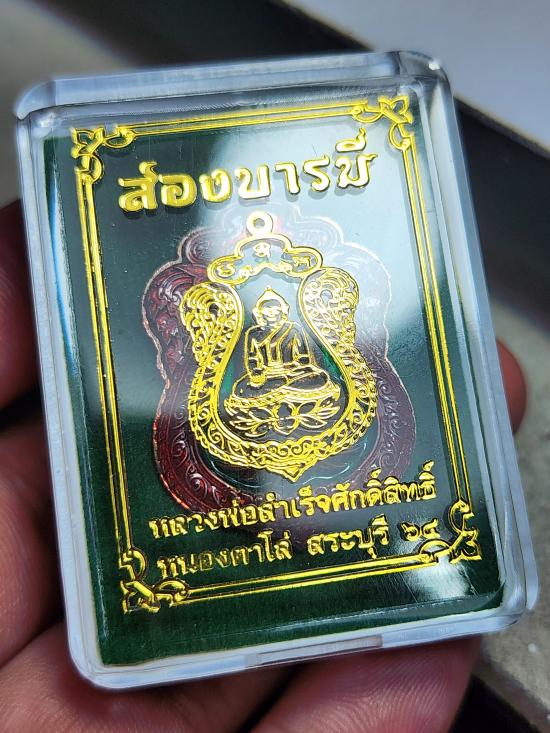 ส่องบารมี
หลวงพ่อสำเร็จศักดิ์สิทธิ์
หนองตาโล่ สระบุรี ๖๔